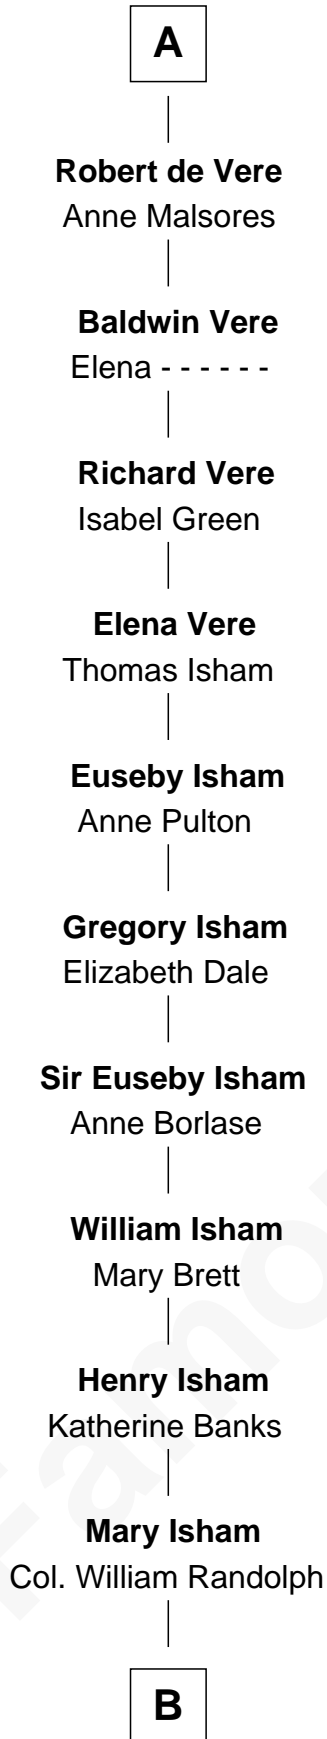 A
Robert de Vere
Anne Malsores
Baldwin Vere
Elena - - - - - -
Richard Vere
Isabel Green
Elena Vere
Thomas Isham
Euseby Isham
Anne Pulton
Gregory Isham
Elizabeth Dale
Sir Euseby Isham
Anne Borlase
William Isham
Mary Brett
Henry Isham
Katherine Banks
Mary Isham
Col. William Randolph
B